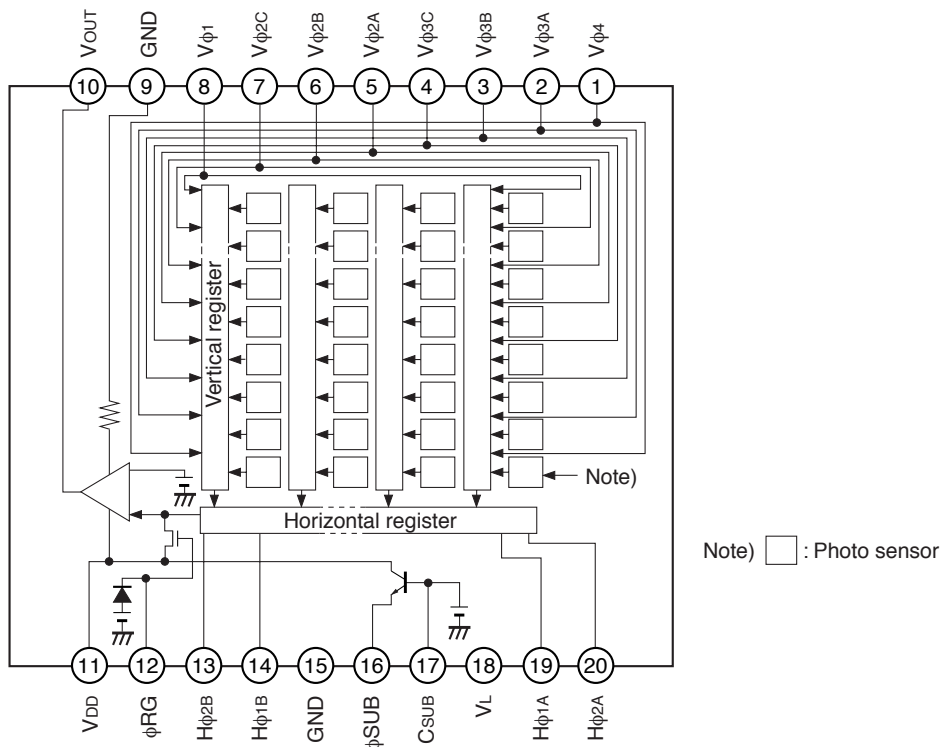 VOUT
GND
Vϕ1
Vϕ2C
Vϕ2B
Vϕ2A
Vϕ3C
Vϕ3B
Vϕ3A
Vϕ4
10
9
8
7
6
5
4
3
2
1
Vertical register
Note)
Horizontal register
Note) : Photo sensor
11
12
13
14
15
16
17
18
19
20
VDD
ϕRG
Hϕ2B
Hϕ1B
GND
ϕSUB
CSUB
VL
Hϕ1A
Hϕ2A